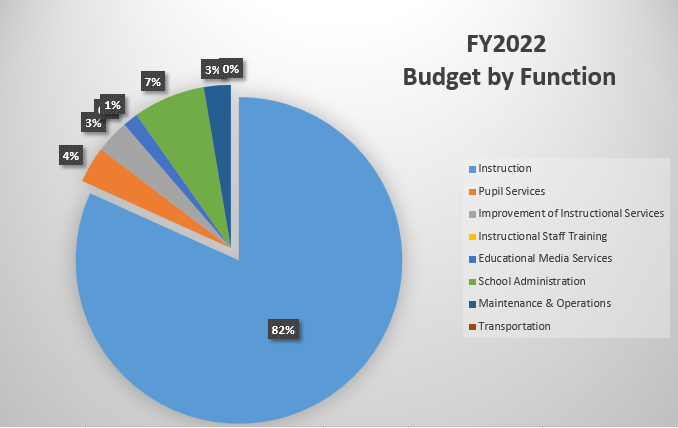 FY2022
Budget by Function
3%
0%
7%
1%
3%
4%
82%
Instruction
Pupil Services
Improvement of Instructional Services
Instructional Staff Training
Educational Media Services
School Administration
Maintenance & Operations
Transportation